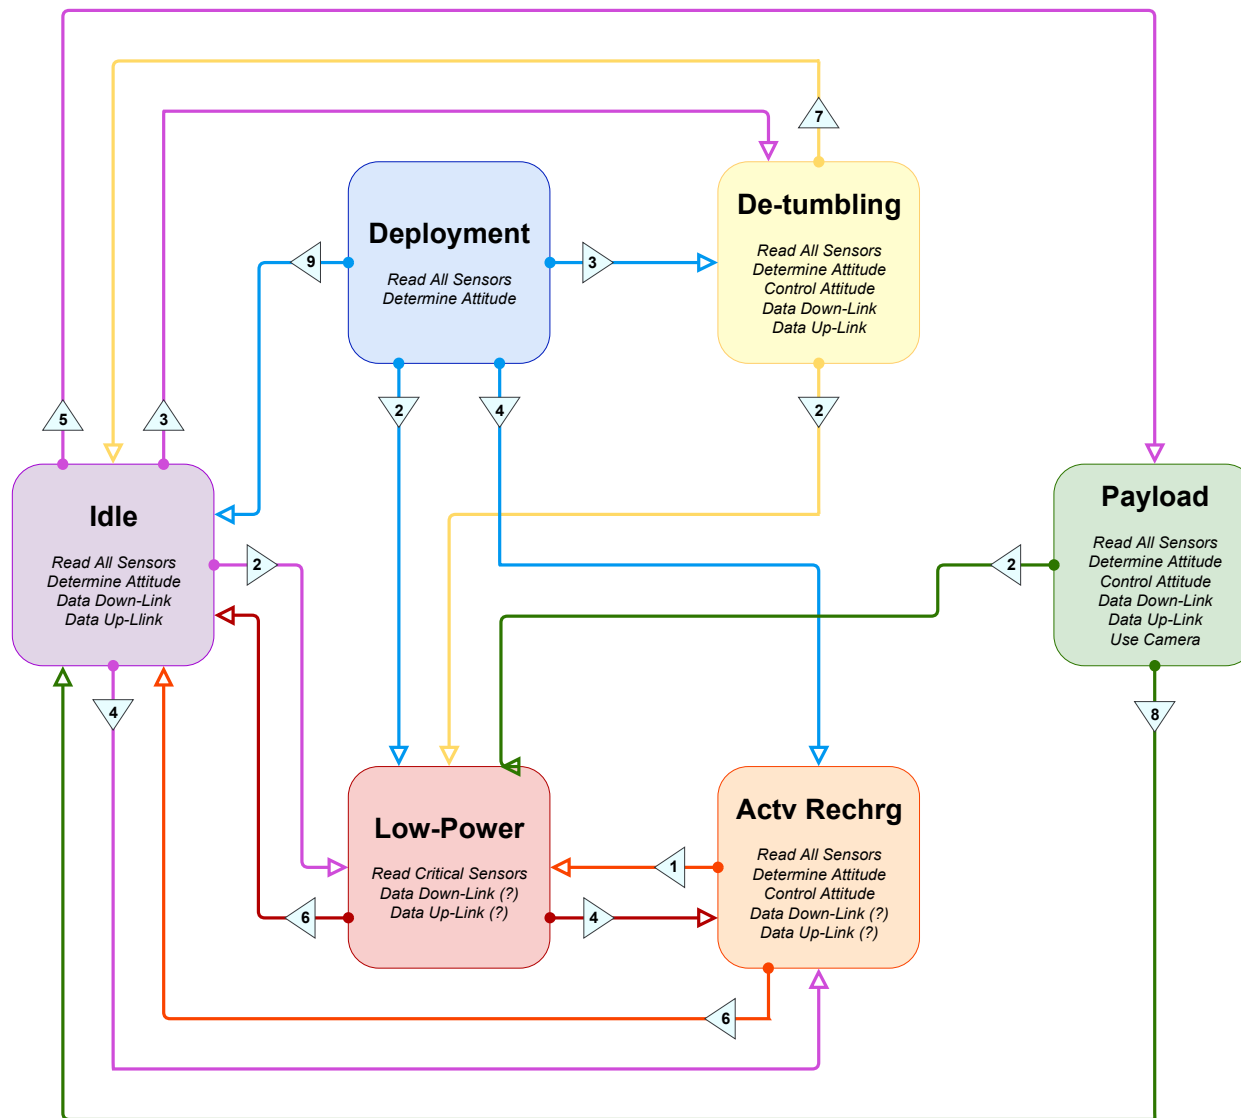 7
De-tumbling
Read All Sensors
Determine Attitude
Control Attitude
Data Down-Link
Data Up-Link
Deployment
Read All Sensors
Determine Attitude
9
3
2
4
2
5
3
Idle
Read All Sensors
Determine Attitude
Data Down-Link
Data Up-Llink
2
4
Payload
Read All Sensors
Determine Attitude
Control Attitude
Data Down-Link
Data Up-Link
Use Camera
2
8
Low-Power
Read Critical Sensors
Data Down-Link (?)
Data Up-Link (?)
6
1
4
Actv Rechrg
Read All Sensors
Determine Attitude
Control Attitude
Data Down-Link (?)
Data Up-Link (?)
6